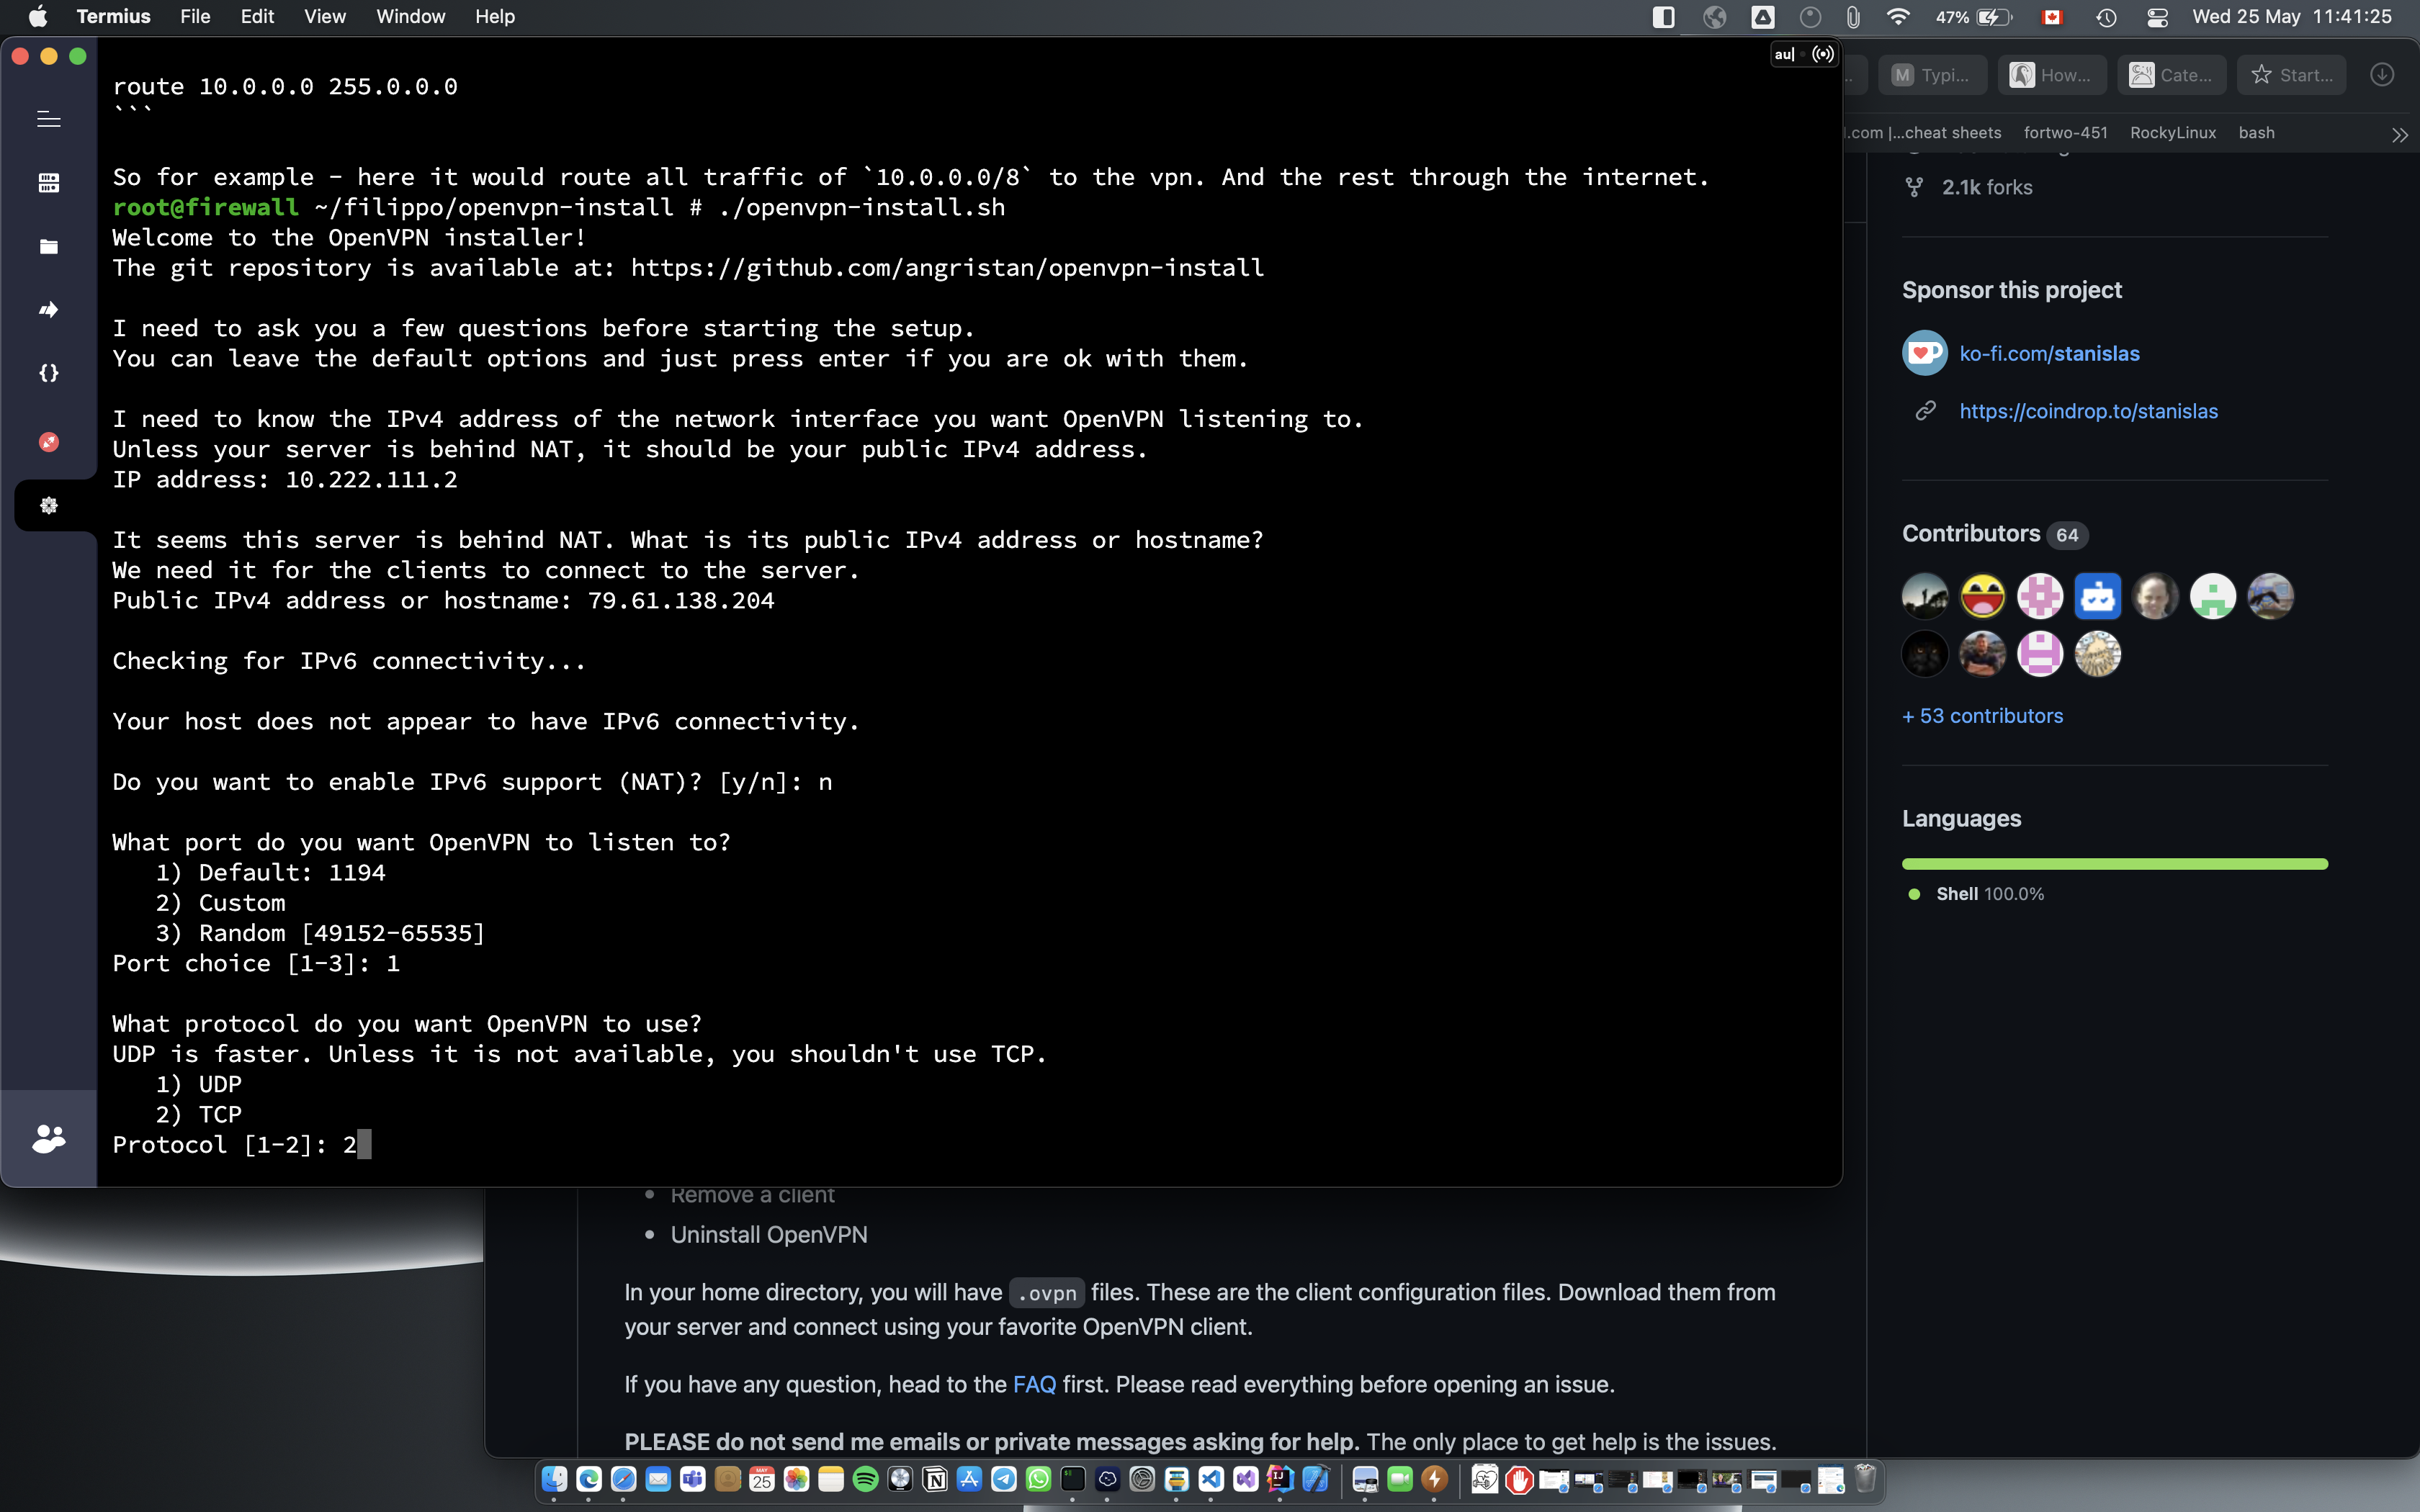 Termius File Edit View Window Help
47%
Wed 25 May 11:41:25
au|
route 10.0.0.0 255.0.0.0
```
So for example - here it would route all traffic of `10.0.0.0/8` to the vpn. And the rest through the internet.
root@firewall ~/filippo/openvpn-install # ./openvpn-install.sh
Welcome to the OpenVPN installer!
The git repository is available at: https://github.com/angristan/openvpn-install
I need to ask you a few questions before starting the setup.
You can leave the default options and just press enter if you are ok with them.
I need to know the IPv4 address of the network interface you want OpenVPN listening to.
Unless your server is behind NAT, it should be your public IPv4 address.
IP address: 10.222.111.2
It seems this server is behind NAT. What is its public IPv4 address or hostname?
We need it for the clients to connect to the server.
Public IPv4 address or hostname: 79.61.138.204
Checking for IPv6 connectivity...
Your host does not appear to have IPv6 connectivity.
Do you want to enable IPv6 support (NAT)? [y/n]: n
What port do you want OpenVPN to listen to?
1) Default: 1194
2) Custom
3) Random [49152-65535]
Port choice [1-3]: 1
What protocol do you want OpenVPN to use?
UDP is faster. Unless it is not available, you shouldn't use TCP.
1) UDP
2) TCP
Protocol [1-2]: 2
M Typi... How... Cate... Start...
.com |...cheat sheets fortwo-451 RockyLinux bash
2.1k forks
Sponsor this project
ko-fi.com/stanislas
https://coindrop.to/stanislas
Contributors 64
+ 53 contributors
Languages
Shell 100.0%
Remove a client
Uninstall OpenVPN
In your home directory, you will have .ovpn files. These are the client configuration files. Download them from
your server and connect using your favorite OpenVPN client.
If you have any question, head to the FAQ first. Please read everything before opening an issue.
PLEASE do not send me emails or private messages asking for help. The only place to get help is the issues.
MAY
25